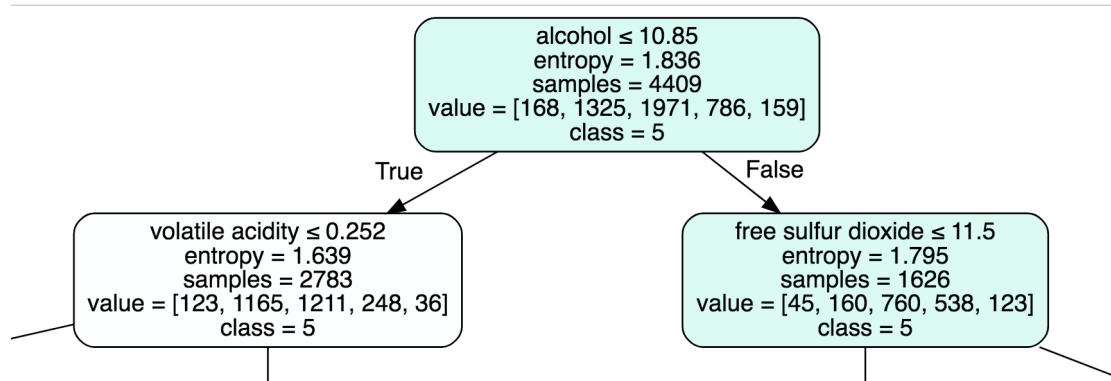 alcohol ≤ 10.85
entropy = 1.836
samples = 4409
value = [168, 1325, 1971, 786, 159]
class = 5
True
False
volatile acidity ≤ 0.252
entropy = 1.639
samples = 2783
value = [123, 1165, 1211, 248, 36]
class = 5
free sulfur dioxide ≤ 11.5
entropy = 1.795
samples = 1626
value = [45, 160, 760, 538, 123]
class = 5